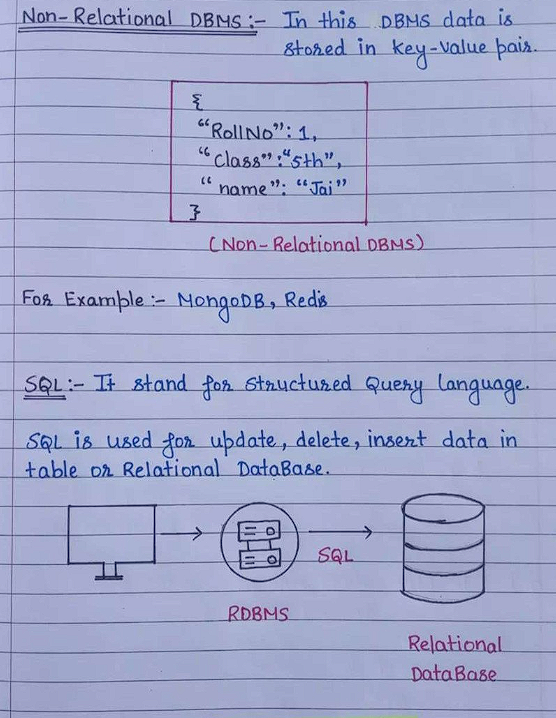 Non-Relational DBMS:- In this DBMS data is
stored in key-value pair.
{
"RollNo": 1,
"Class":"5th",
"name": "Jai"
}
(Non-Relational DBMS)
For Example:- MongoDB, Redis
SQL:- It stand for Structured Query language.
SQL is used for update, delete, insert data in
table or Relational DataBase.
SQL
RDBMS
Relational
DataBase